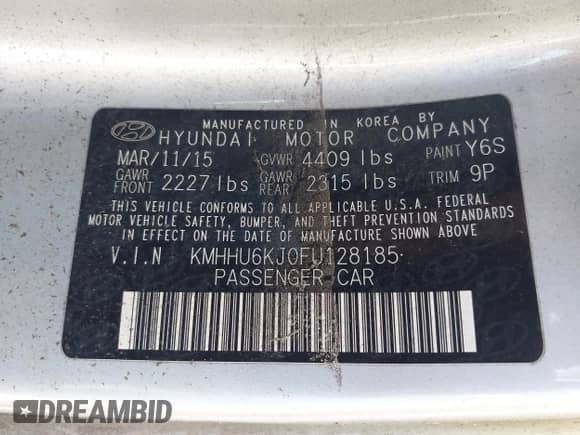 MANUFACTURED IN KOREA BY
HYUNDAI MOTOR COMPANY
MAR/11/15 GVWR 4409 lbs PAINT Y6S
GAWR FRONT 2227 lbs GAWR REAR 2315 lbs TRIM 9P
THIS VEHICLE CONFORMS TO ALL APPLICABLE U.S.A. FEDERAL
MOTOR VEHICLE SAFETY, BUMPER, AND THEFT PREVENTION STANDARDS
IN EFFECT ON THE DATE OF MANUFACTURE SHOWN ABOVE
V.I.N KMHHU6KJ0FU128185
PASSENGER CAR
DREAMBID